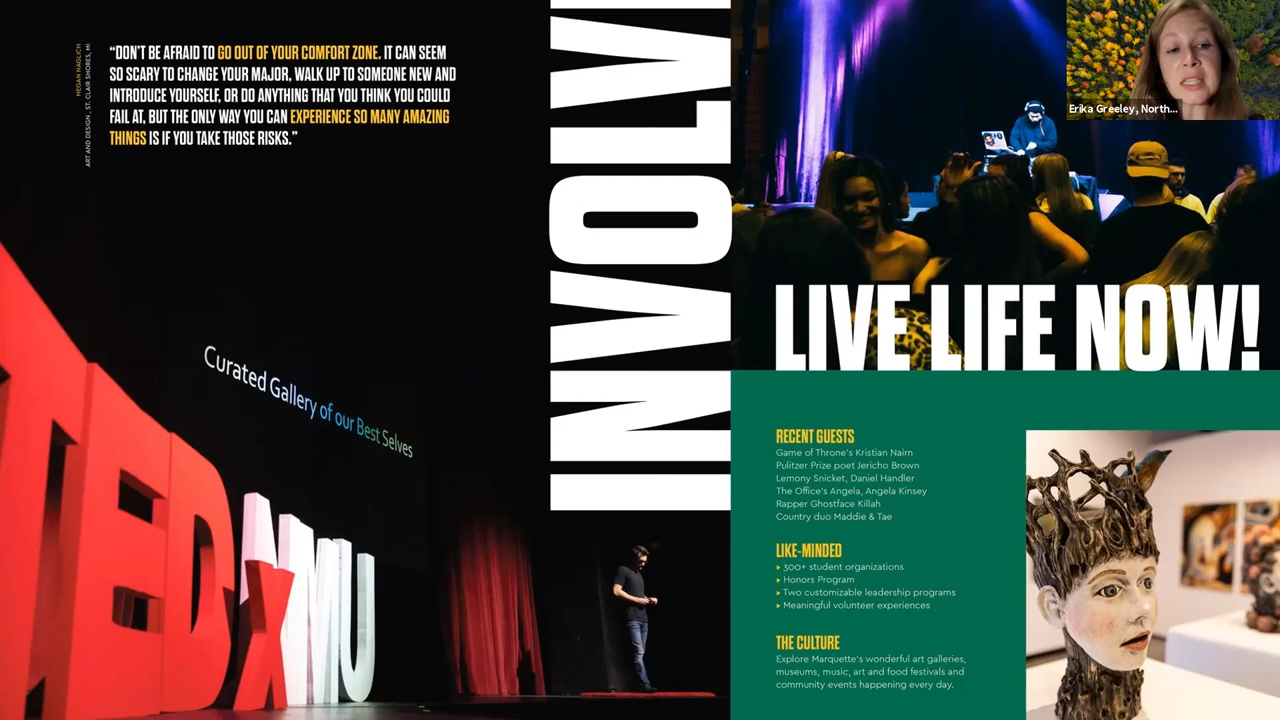 “DON’T BE AFRAID TO GO OUT OF YOUR COMFORT ZONE. IT CAN SEEM
SO SCARY TO CHANGE YOUR MAJOR, WALK UP TO SOMEONE NEW AND
INTRODUCE YOURSELF, OR DO ANYTHING THAT YOU THINK YOU COULD
FAIL AT, BUT THE ONLY WAY YOU CAN EXPERIENCE SO MANY AMAZING
THINGS IS IF YOU TAKE THOSE RISKS.”
MEGAN NAGLICH
ART AND DESIGN , ST. CLAIR SHORES, MI
Curated Gallery of our Best Selves
TEDxNMU
INVOLV
Erika Greeley, North...
LIVE LIFE NOW!
RECENT GUESTS
Game of Throne’s Kristian Nairn
Pulitzer Prize poet Jericho Brown
Lemony Snicket, Daniel Handler
The Office’s Angela, Angela Kinsey
Rapper Ghostface Killah
Country duo Maddie & Tae
LIKE-MINDED
▸ 300+ student organizations
▸ Honors Program
▸ Two customizable leadership programs
▸ Meaningful volunteer experiences
THE CULTURE
Explore Marquette’s wonderful art galleries,
museums, music, art and food festivals and
community events happening every day.